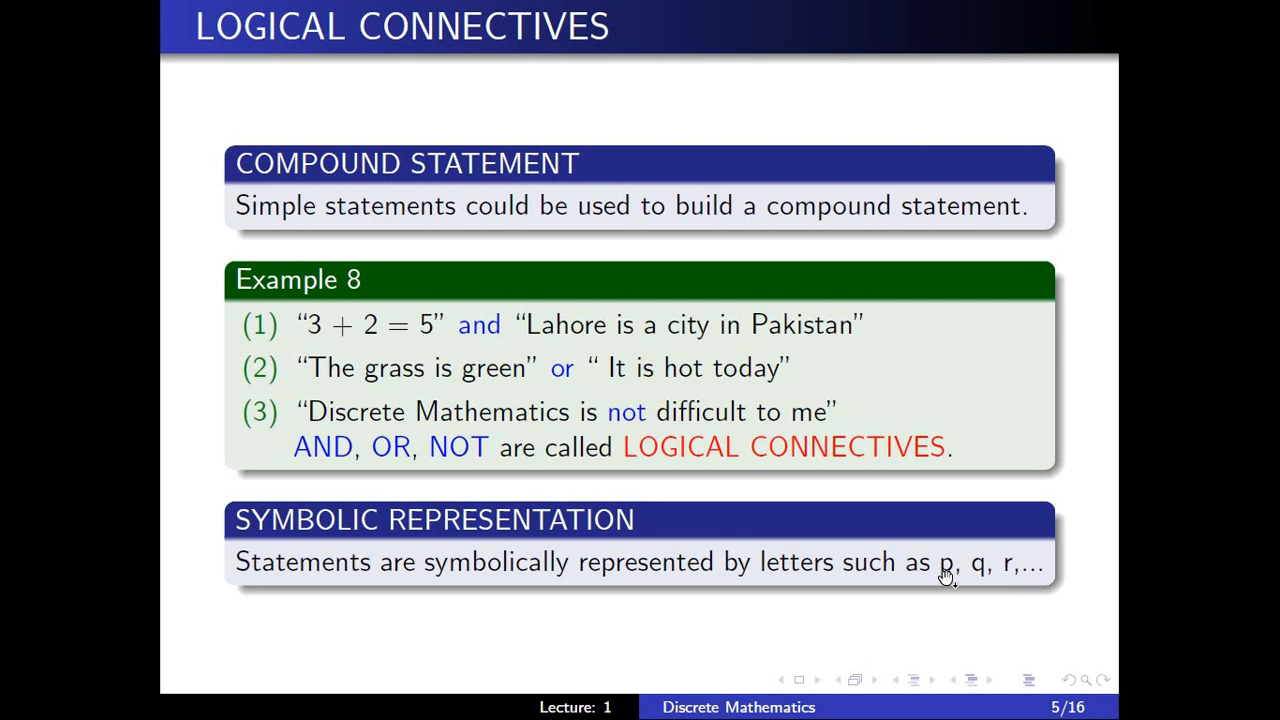 LOGICAL CONNECTIVES
COMPOUND STATEMENT
Simple statements could be used to build a compound statement.
Example 8
(1) “3 + 2 = 5” and “Lahore is a city in Pakistan”
(2) “The grass is green” or “ It is hot today”
(3) “Discrete Mathematics is not difficult to me”
AND, OR, NOT are called LOGICAL CONNECTIVES.
SYMBOLIC REPRESENTATION
Statements are symbolically represented by letters such as p, q, r,...
Lecture: 1 Discrete Mathematics 5/16